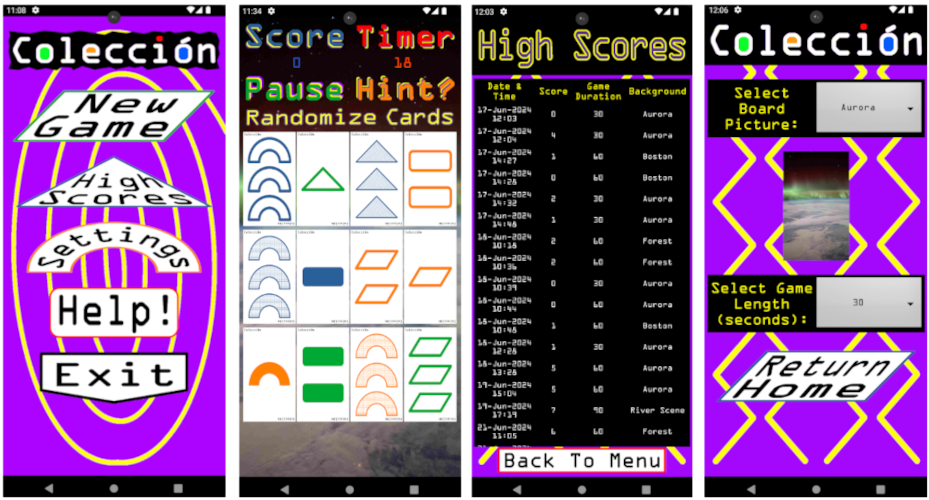 11:08
Colección
New
Game
High
Scores
Settings
Help!
Exit
11:34
Score Timer
0 18
Pause Hint?
Randomize Cards
12:03
High Scores
Date & Time Score Game Duration Background
17-Jun-2024 12:03 0 30 Aurora
17-Jun-2024 12:04 4 30 Aurora
17-Jun-2024 14:27 1 60 Boston
17-Jun-2024 14:28 0 60 Boston
17-Jun-2024 14:32 2 30 Aurora
17-Jun-2024 14:48 1 30 Aurora
18-Jun-2024 10:18 2 60 Forest
18-Jun-2024 10:36 2 60 Forest
18-Jun-2024 10:39 0 30 Aurora
18-Jun-2024 10:44 0 60 Aurora
18-Jun-2024 10:48 1 60 Boston
18-Jun-2024 12:28 1 30 Aurora
18-Jun-2024 13:28 5 60 Aurora
19-Jun-2024 15:04 5 60 Aurora
19-Jun-2024 17:19 7 90 River Scene
21-Jun-2024 11:05 6 60 Forest
Back To Menu
12:06
Colección
Select
Board
Picture:
Aurora
Select Game
Length
(seconds):
30
Return
Home